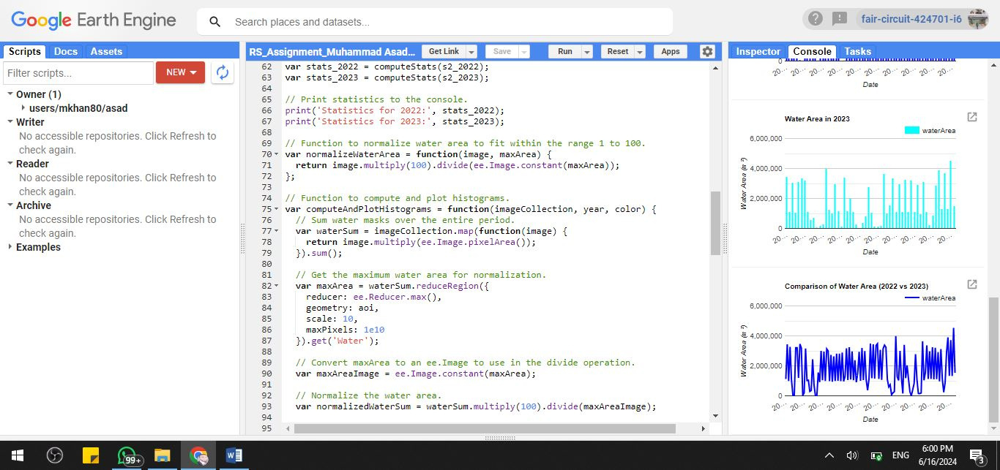 Google Earth Engine
Search places and datasets...
fair-circuit-424701-i6
Scripts Docs Assets
Filter scripts...
NEW
Owner (1)
users/mkhan80/asad
Writer
No accessible repositories. Click Refresh to
check again.
Reader
No accessible repositories. Click Refresh to
check again.
Archive
No accessible repositories. Click Refresh to
check again.
Examples
RS_Assignment_Muhammad Asad...
Get Link Save Run Reset Apps
62 var stats_2022 = computeStats(s2_2022);
63 var stats_2023 = computeStats(s2_2023);
64
65 // Print statistics to the console.
66 print('Statistics for 2022:', stats_2022);
67 print('Statistics for 2023:', stats_2023);
68
69 // Function to normalize water area to fit within the range 1 to 100.
70 var normalizeWaterArea = function(image, maxArea) {
71 return image.multiply(100).divide(ee.Image.constant(maxArea));
72 };
73
74 // Function to compute and plot histograms.
75 var computeAndPlotHistograms = function(imageCollection, year, color) {
76 // Sum water masks over the entire period.
77 var waterSum = imageCollection.map(function(image) {
78 return image.multiply(ee.Image.pixelArea());
79 }).sum();
80
81 // Get the maximum water area for normalization.
82 var maxArea = waterSum.reduceRegion({
83 reducer: ee.Reducer.max(),
84 geometry: aoi,
85 scale: 10,
86 maxPixels: 1e10
87 }).get('Water');
88
89 // Convert maxArea to an ee.Image to use in the divide operation.
90 var maxAreaImage = ee.Image.constant(maxArea);
91
92 // Normalize the water area.
93 var normalizedWaterSum = waterSum.multiply(100).divide(maxAreaImage);
94
95
Inspector Console Tasks
0
20... 20... 20... 20... 20... 20... 20... 20... 20... 20...
Date
Water Area in 2023
waterArea
Water Area (m²)
6,000,000
4,000,000
2,000,000
0
20... 20... 20... 20... 20... 20... 20... 20... 20... 20...
Date
Comparison of Water Area (2022 vs 2023)
waterArea
Water Area (m²)
6,000,000
4,000,000
2,000,000
0
20... 20... 20... 20... 20... 20... 20... 20... 20... 20...
Date
99+
ENG
6:00 PM
6/16/2024
3